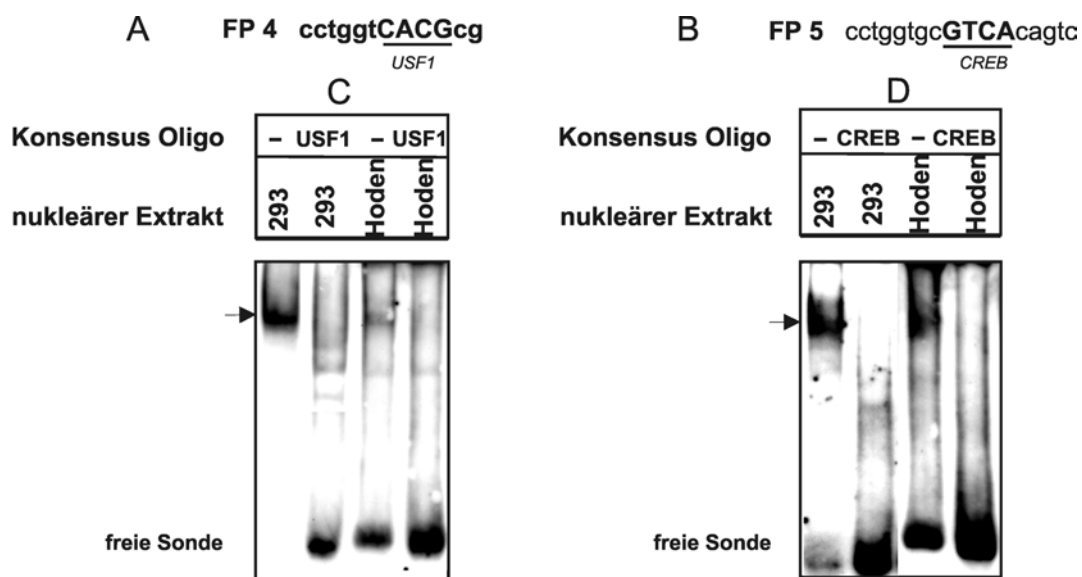 A FP 4 cctggtCACGcg
USF1
B FP 5 cctggtgcGTCAcagtc
CREB
C
Konsensus Oligo – USF1 – USF1
nukleärer Extrakt 293 293 Hoden Hoden
freie Sonde
D
Konsensus Oligo – CREB – CREB
nukleärer Extrakt 293 293 Hoden Hoden
freie Sonde